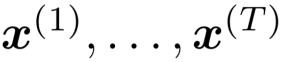 𝒙⁽¹⁾, . . . , 𝒙⁽ᵀ⁾